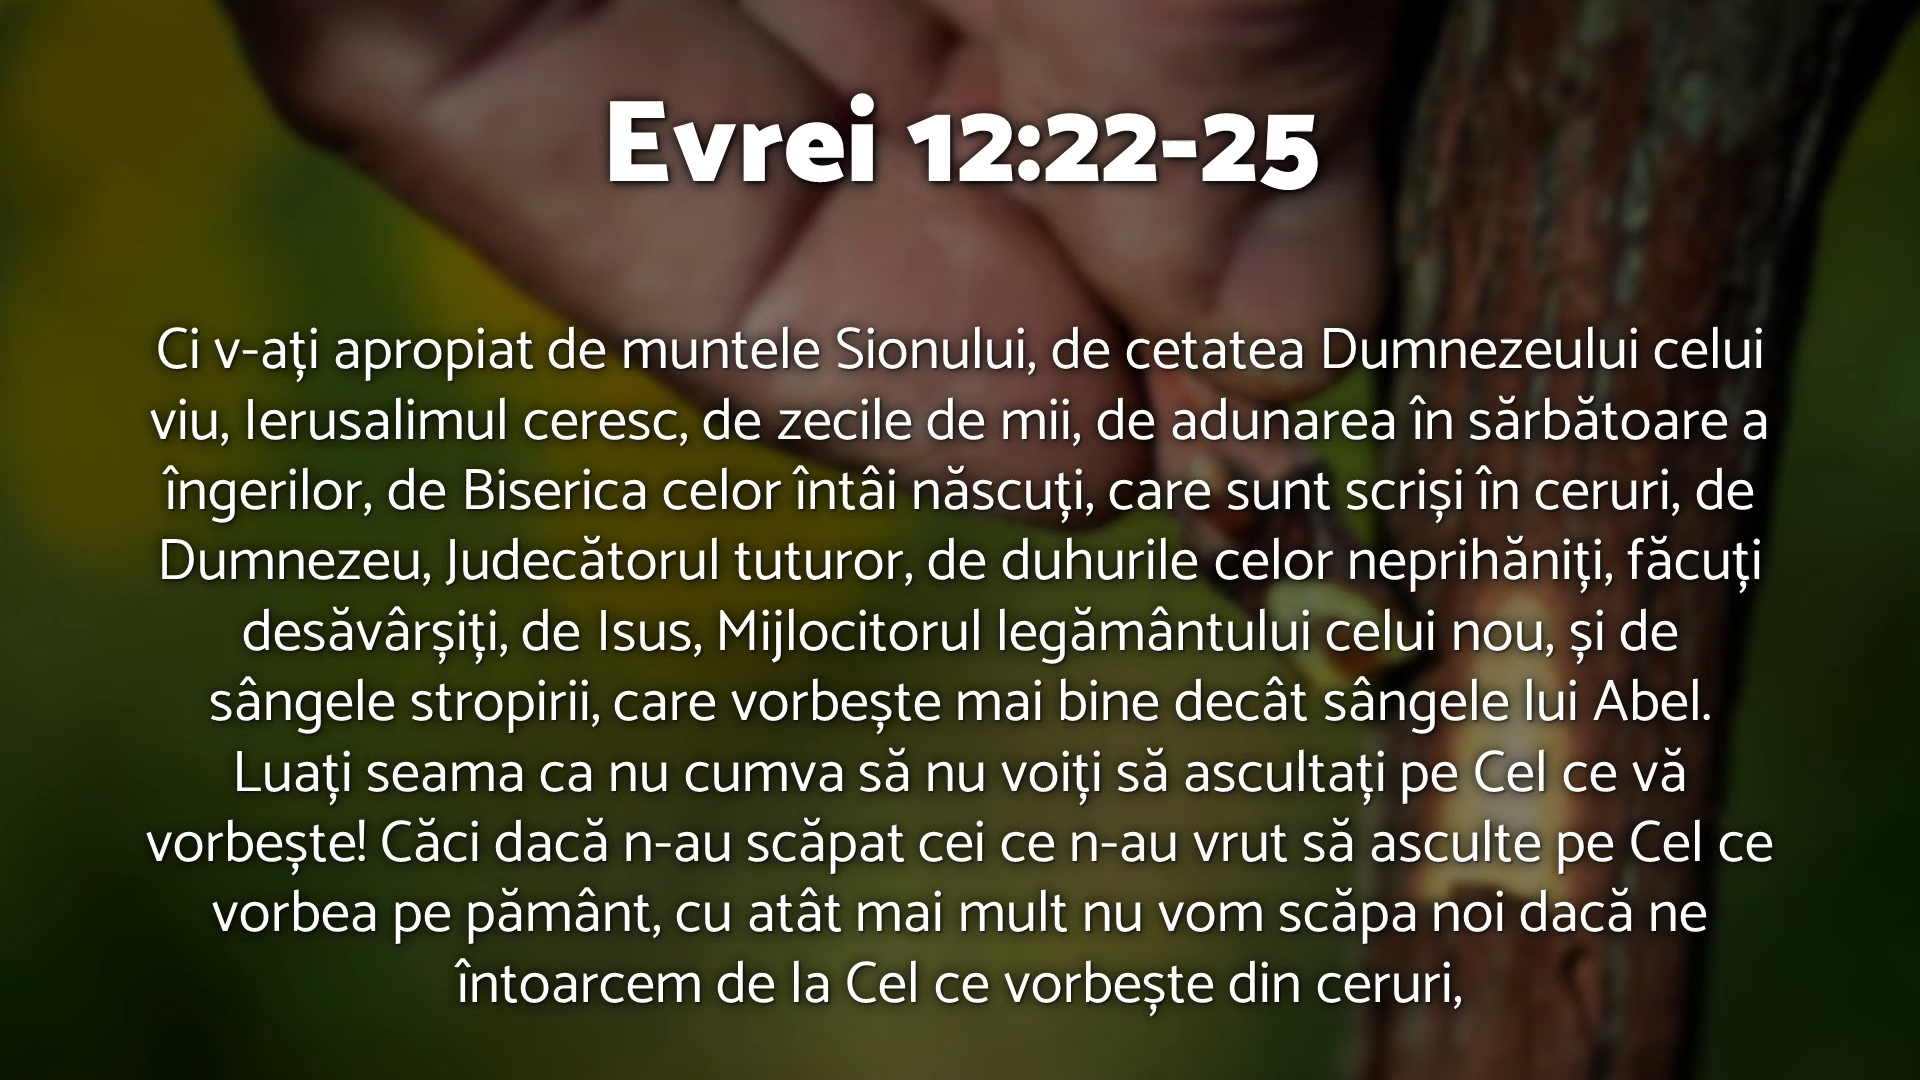 Evrei 12:22-25
Ci v-ați apropiat de muntele Sionului, de cetatea Dumnezeului celui
viu, Ierusalimul ceresc, de zecile de mii, de adunarea în sărbătoare a
îngerilor, de Biserica celor întâi născuți, care sunt scriși în ceruri, de
Dumnezeu, Judecătorul tuturor, de duhurile celor neprihăniți, făcuți
desăvârșiți, de Isus, Mijlocitorul legământului celui nou, și de
sângele stropirii, care vorbește mai bine decât sângele lui Abel.
Luați seama ca nu cumva să nu voiți să ascultați pe Cel ce vă
vorbește! Căci dacă n-au scăpat cei ce n-au vrut să asculte pe Cel ce
vorbea pe pământ, cu atât mai mult nu vom scăpa noi dacă ne
întoarcem de la Cel ce vorbește din ceruri,